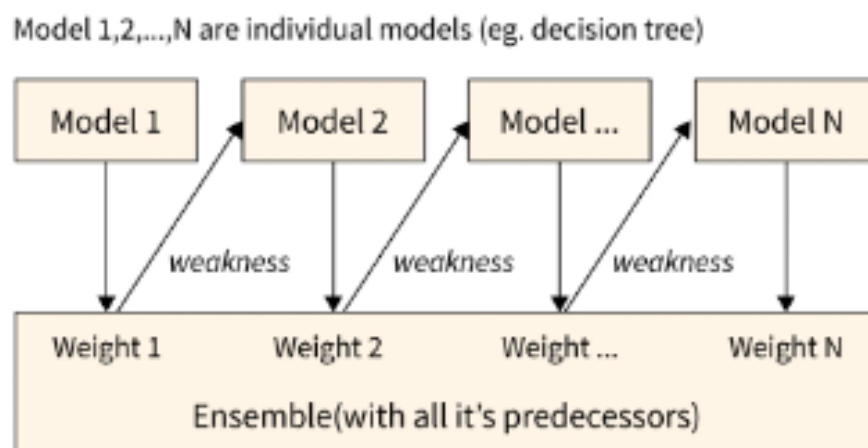 Model 1,2,...,N are individual models (eg. decision tree)
Model 1 Model 2 Model ... Model N
weakness weakness weakness
Weight 1 Weight 2 Weight ... Weight N
Ensemble(with all it's predecessors)